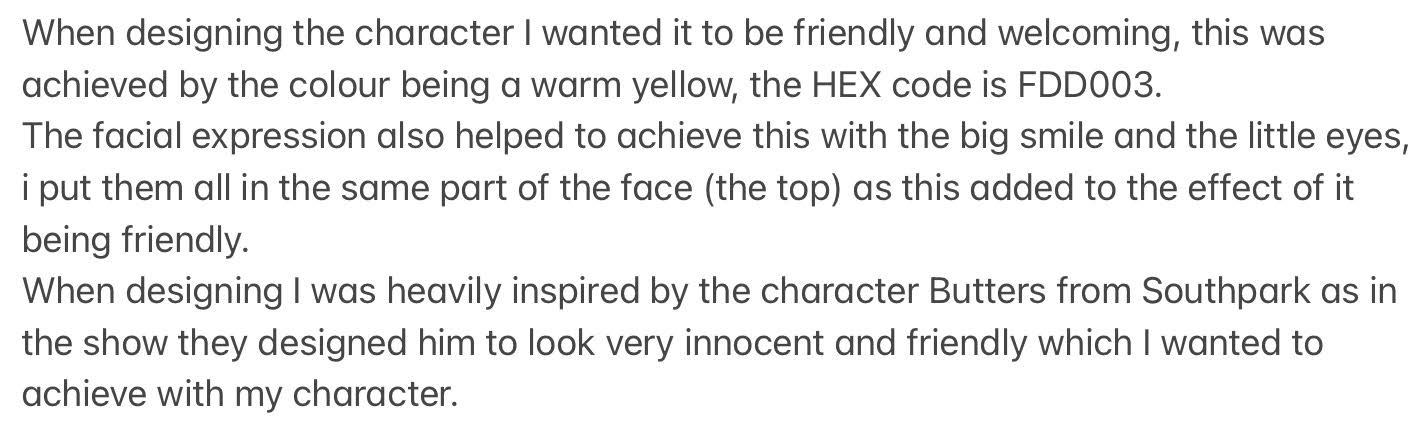 When designing the character I wanted it to be friendly and welcoming, this was
achieved by the colour being a warm yellow, the HEX code is FDD003.
The facial expression also helped to achieve this with the big smile and the little eyes,
i put them all in the same part of the face (the top) as this added to the effect of it
being friendly.
When designing I was heavily inspired by the character Butters from Southpark as in
the show they designed him to look very innocent and friendly which I wanted to
achieve with my character.